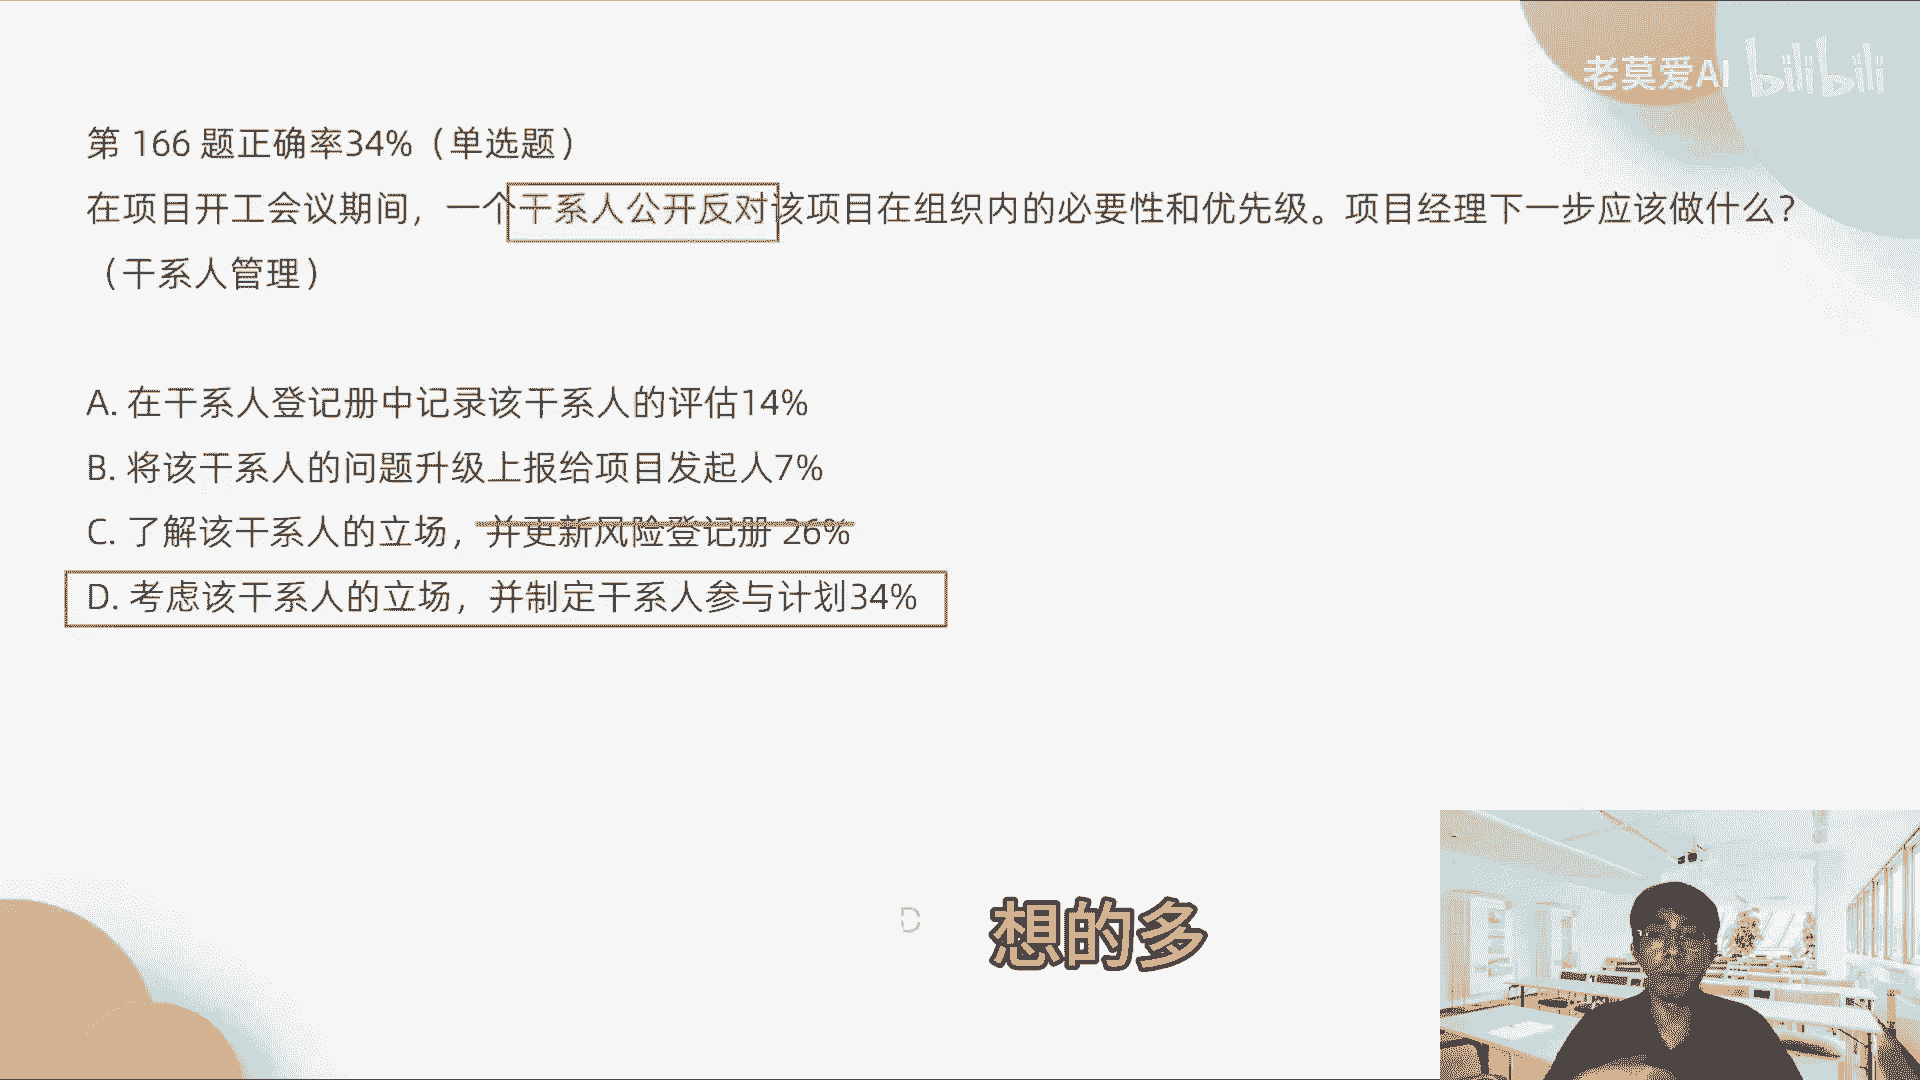 老莫爱AI bilibili
第 166 题正确率34%（单选题）
在项目开工会议期间，一个干系人公开反对该项目在组织内的必要性和优先级。项目经理下一步应该做什么？
（干系人管理）
A. 在干系人登记册中记录该干系人的评估14%
B. 将该干系人的问题升级上报给项目发起人7%
C. 了解该干系人的立场，并更新风险登记册 26%
D. 考虑该干系人的立场，并制定干系人参与计划34%
D
想的多